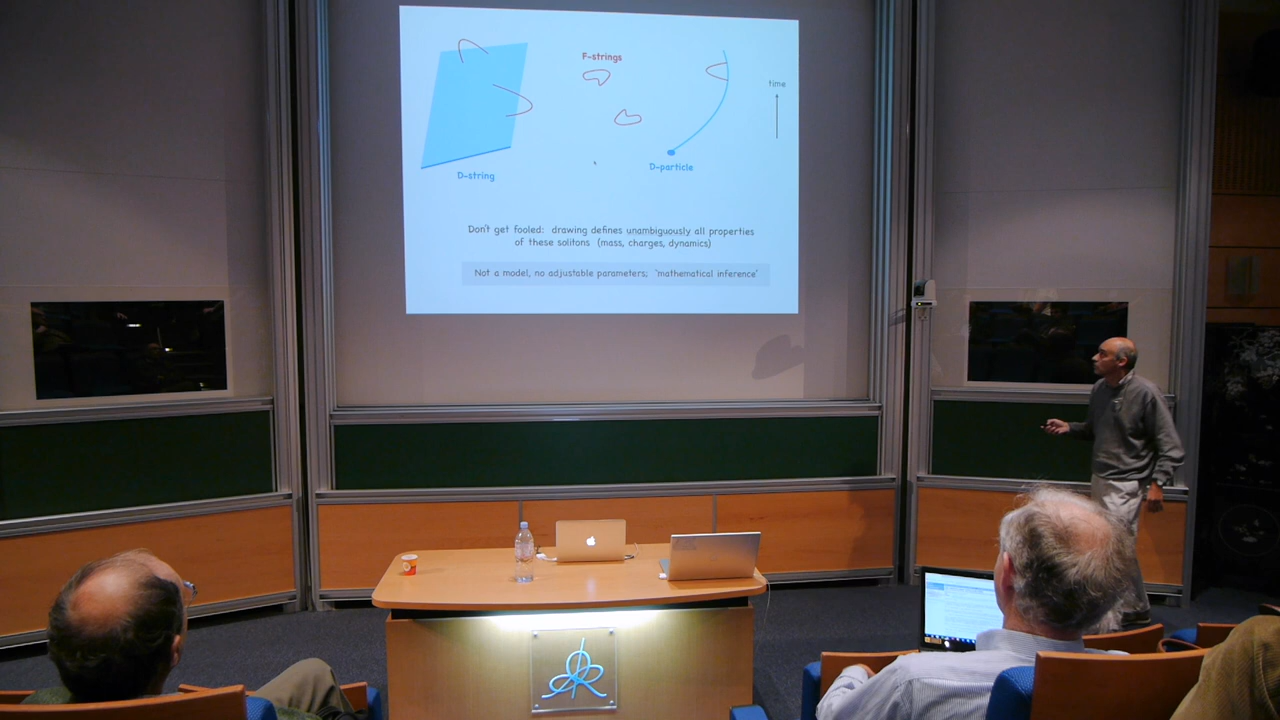 F-strings
time
D-string
D-particle
Don't get fooled: drawing defines unambiguously all properties
of these solitons (mass, charges, dynamics)
Not a model, no adjustable parameters; `mathematical inference'